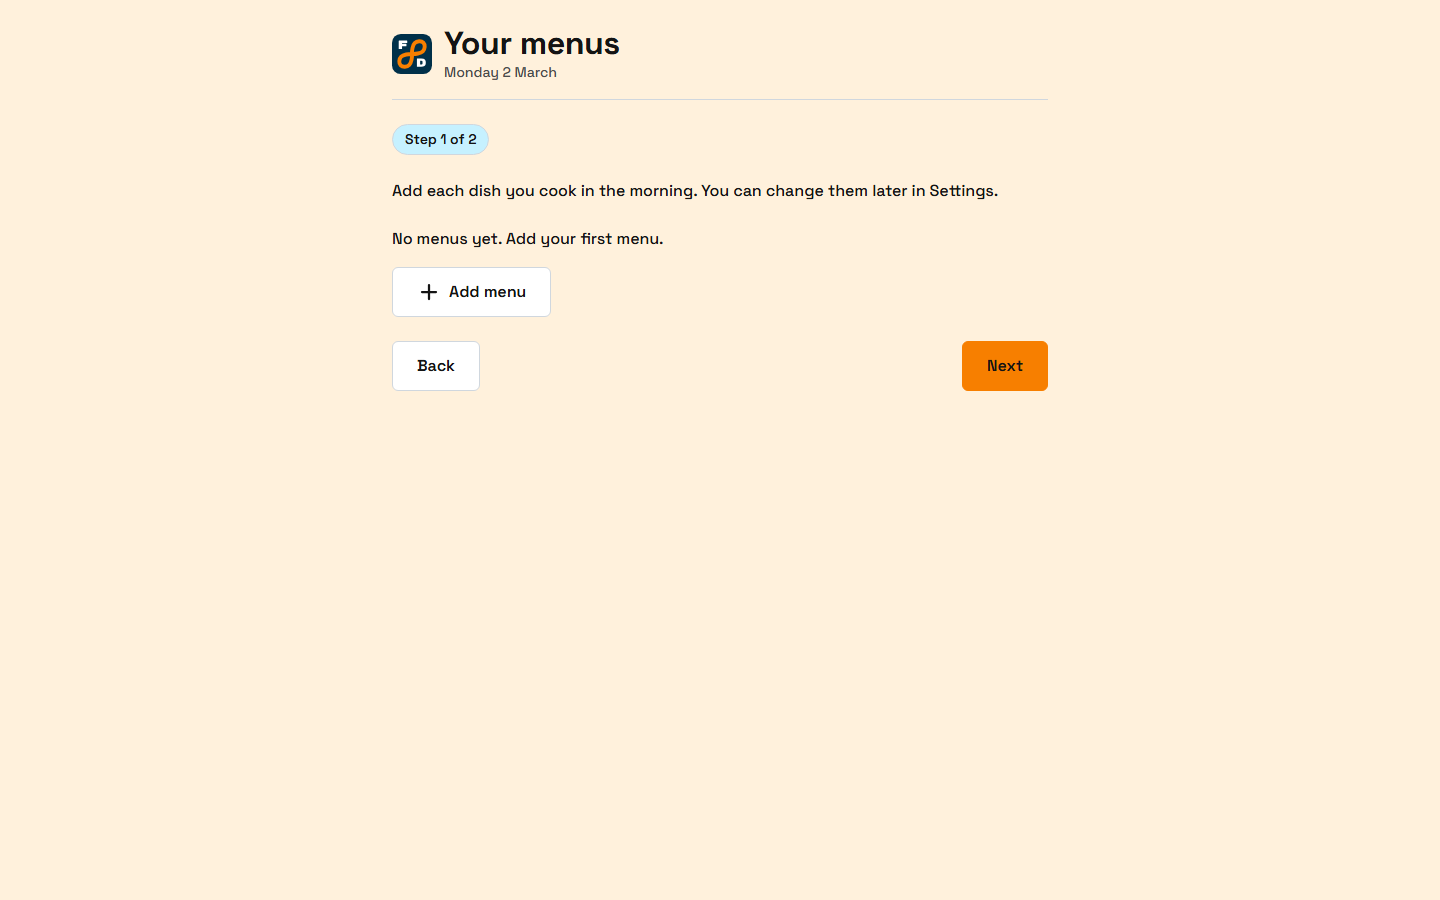 F
D
Your menus
Monday 2 March
Step 1 of 2
Add each dish you cook in the morning. You can change them later in Settings.
No menus yet. Add your first menu.
Add menu
Back
Next